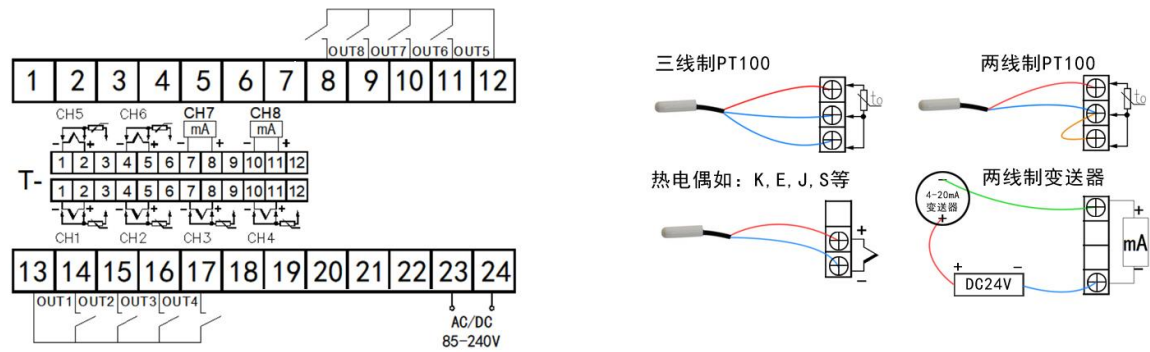 OUT8 OUT7 OUT6 OUT5
1 2 3 4 5 6 7 8 9 10 11 12
CH5 CH6 CH7 CH8
mA mA
- + - + - + - +
1 2 3 4 5 6 7 8 9 10 11 12
T-
1 2 3 4 5 6 7 8 9 10 11 12
- + - + - + - +
CH1 CH2 CH3 CH4
13 14 15 16 17 18 19 20 21 22 23 24
OUT1 OUT2 OUT3 OUT4
AC/DC
85-240V
三线制PT100
to
两线制PT100
to
热电偶如：K,E,J,S等
+
-
两线制变送器
-
4-20mA
变送器
+
+ -
DC24V
+
mA
-